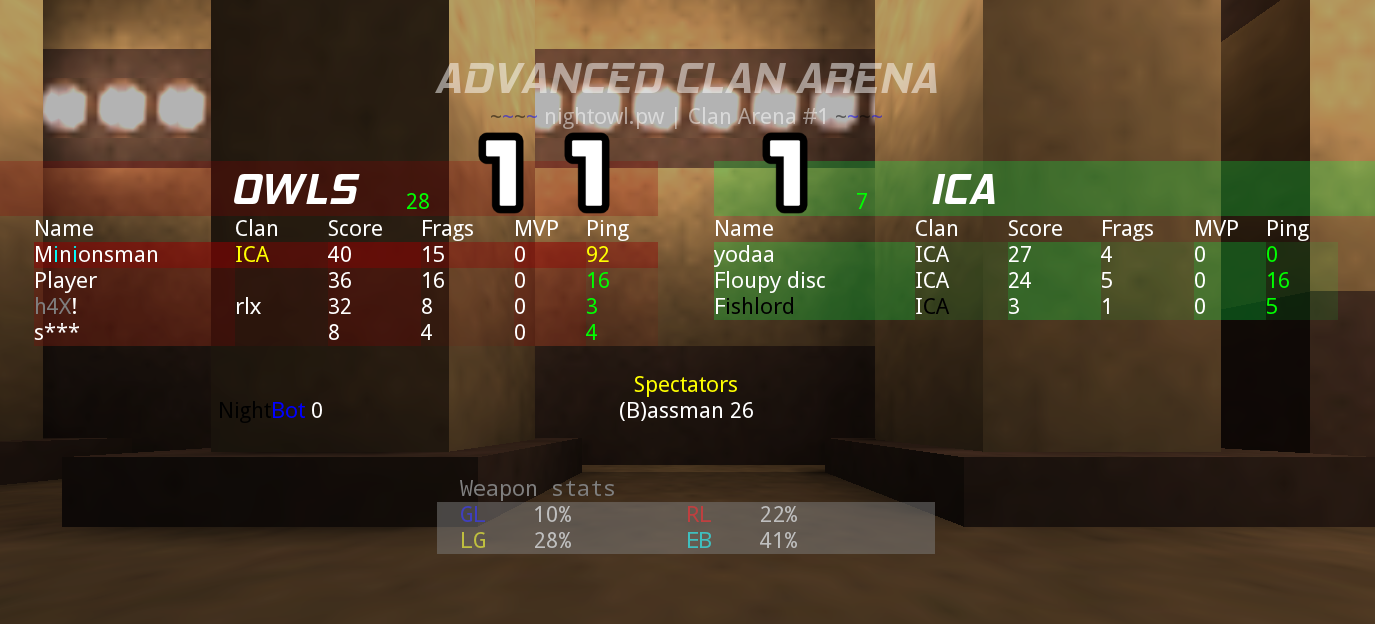 ADVANCED CLAN ARENA
~~~~ nightowl.pw | Clan Arena #1 ~~~~
OWLS 28 11
Name Clan Score Frags MVP Ping
Minionsman ICA 40 15 0 92
Player 36 16 0 16
h4X! rlx 32 8 0 3
s*** 8 4 0 4
1 7 ICA
Name Clan Score Frags MVP Ping
yodaa ICA 27 4 0 0
Floupy disc ICA 24 5 0 16
Fishlord ICA 3 1 0 5
Spectators
NightBot 0 (B)assman 26
Weapon stats
GL 10% RL 22%
LG 28% EB 41%